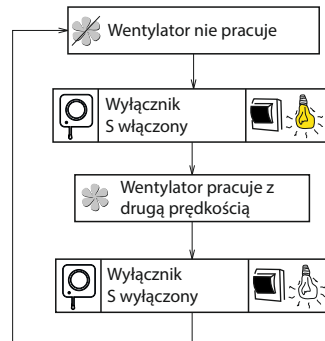 Wentylator nie pracuje
Wyłącznik
S włączony
Wentylator pracuje z
drugą prędkością
Wyłącznik
S wyłączony